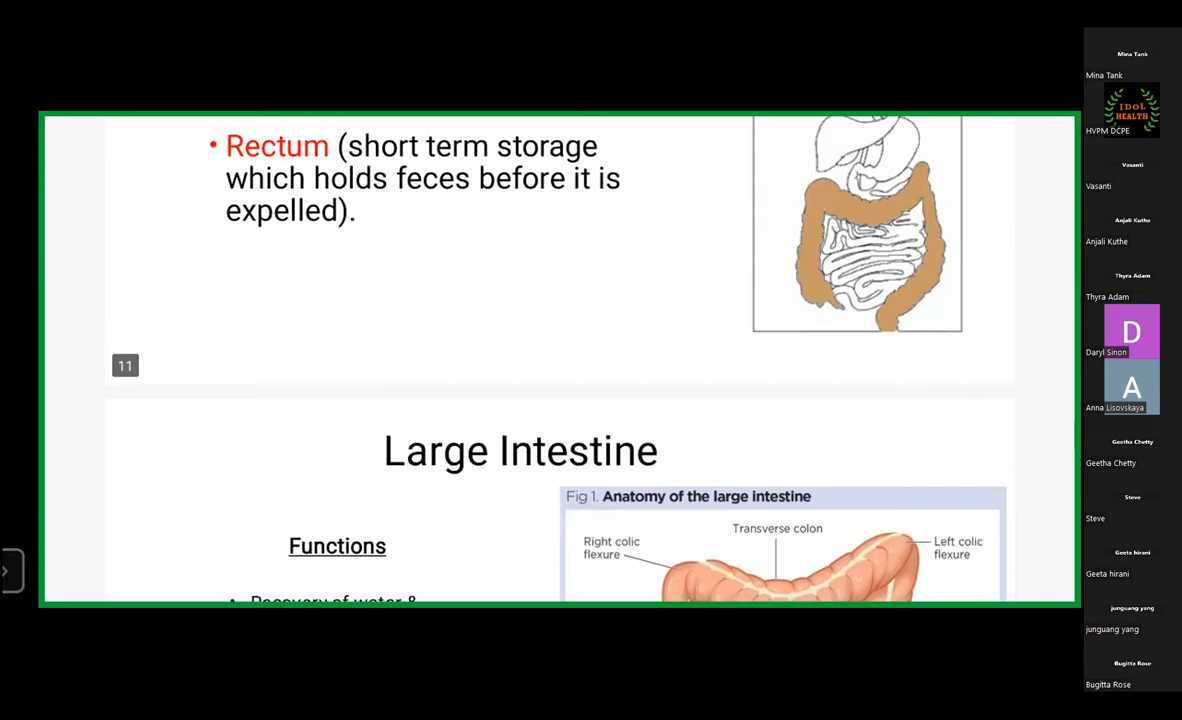 • Rectum (short term storage
which holds feces before it is
expelled).
11
Large Intestine
Functions
• Recovery of water &
Fig 1. Anatomy of the large intestine
Transverse colon
Right colic
flexure
Left colic
flexure
Mina Tank
Mina Tank
IDOL
HEALTH
HVPM DCPE
Vasanti
Vasanti
Anjali Kuthe
Anjali Kuthe
Thyra Adam
Thyra Adam
D
Daryl Sinon
A
Anna Lisovskaya
Geetha Chetty
Geetha Chetty
Steve
Steve
Geeta hirani
Geeta hirani
junguang yang
junguang yang
Bugitta Rose
Bugitta Rose